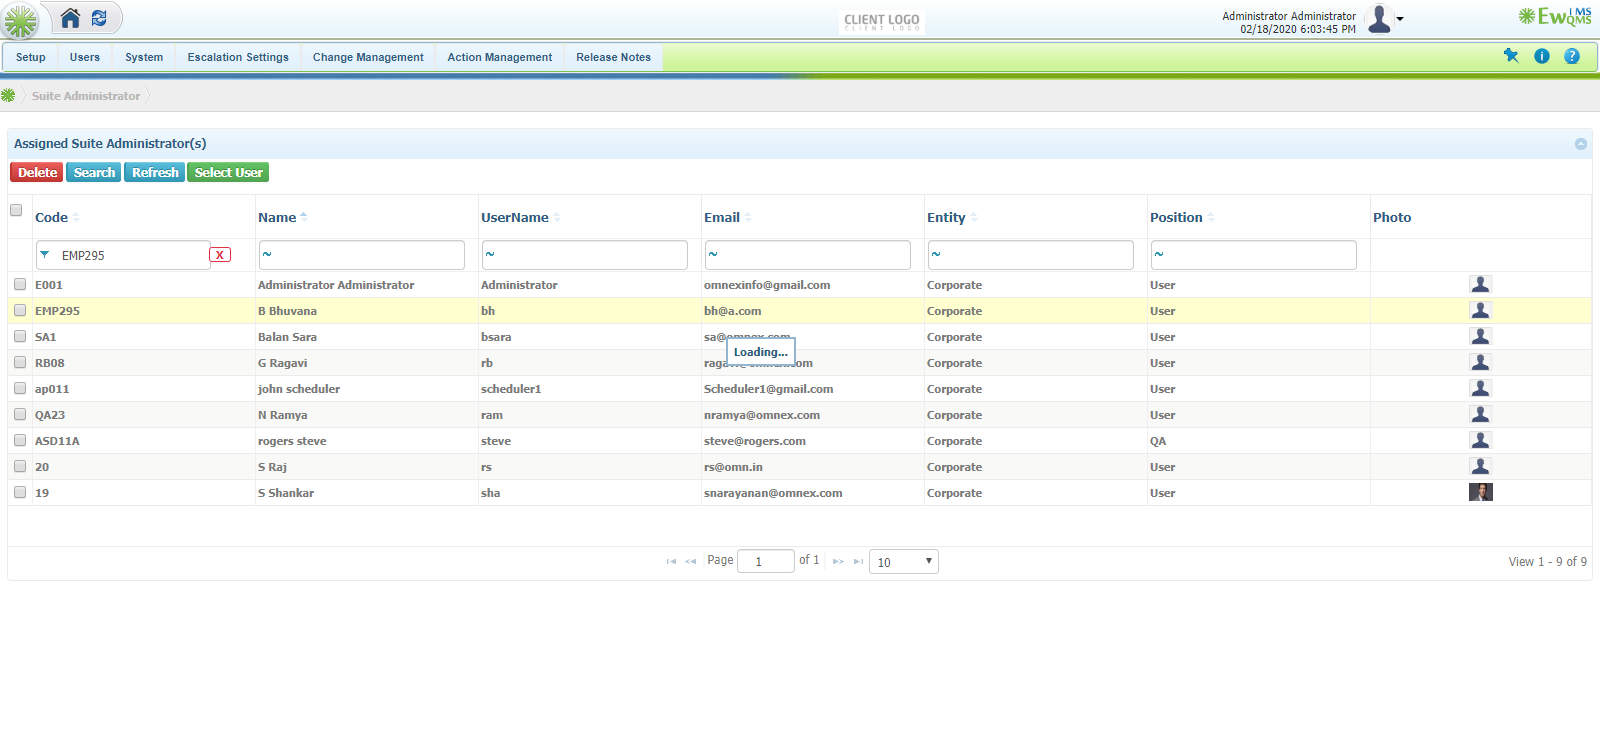 CLIENT LOGO
CLIENT LOGO
Administrator Administrator
02/18/2020 6:03:45 PM
EwQMS IMS
Setup Users System Escalation Settings Change Management Action Management Release Notes
Suite Administrator
Assigned Suite Administrator(s)
Delete Search Refresh Select User
Code Name UserName Email Entity Position Photo
EMP295 X ~ ~ ~ ~ ~
E001 Administrator Administrator Administrator omnexinfo@gmail.com Corporate User
EMP295 B Bhuvana bh bh@a.com Corporate User
SA1 Balan Sara bsara sa@omnex.com Corporate User
Loading...
RB08 G Ragavi rb Corporate User
ap011 john scheduler scheduler1 Scheduler1@gmail.com Corporate User
QA23 N Ramya ram nramya@omnex.com Corporate User
ASD11A rogers steve steve steve@rogers.com Corporate QA
20 S Raj rs rs@omn.in Corporate User
19 S Shankar sha snarayanan@omnex.com Corporate User
Page 1 of 1 10 View 1 - 9 of 9